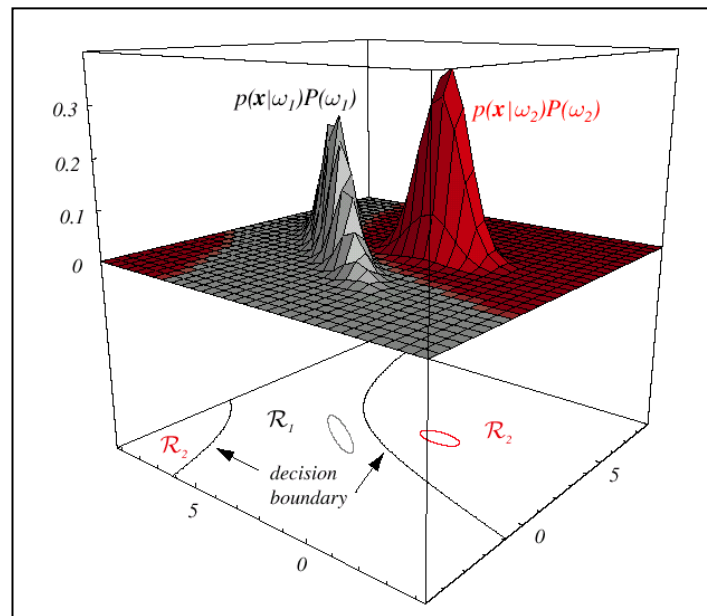 0.3
p(x|ω₁)P(ω₁)
p(x|ω₂)P(ω₂)
0.2
0.1
0
R₂
R₁
R₂
decision
boundary
5
0
5
0